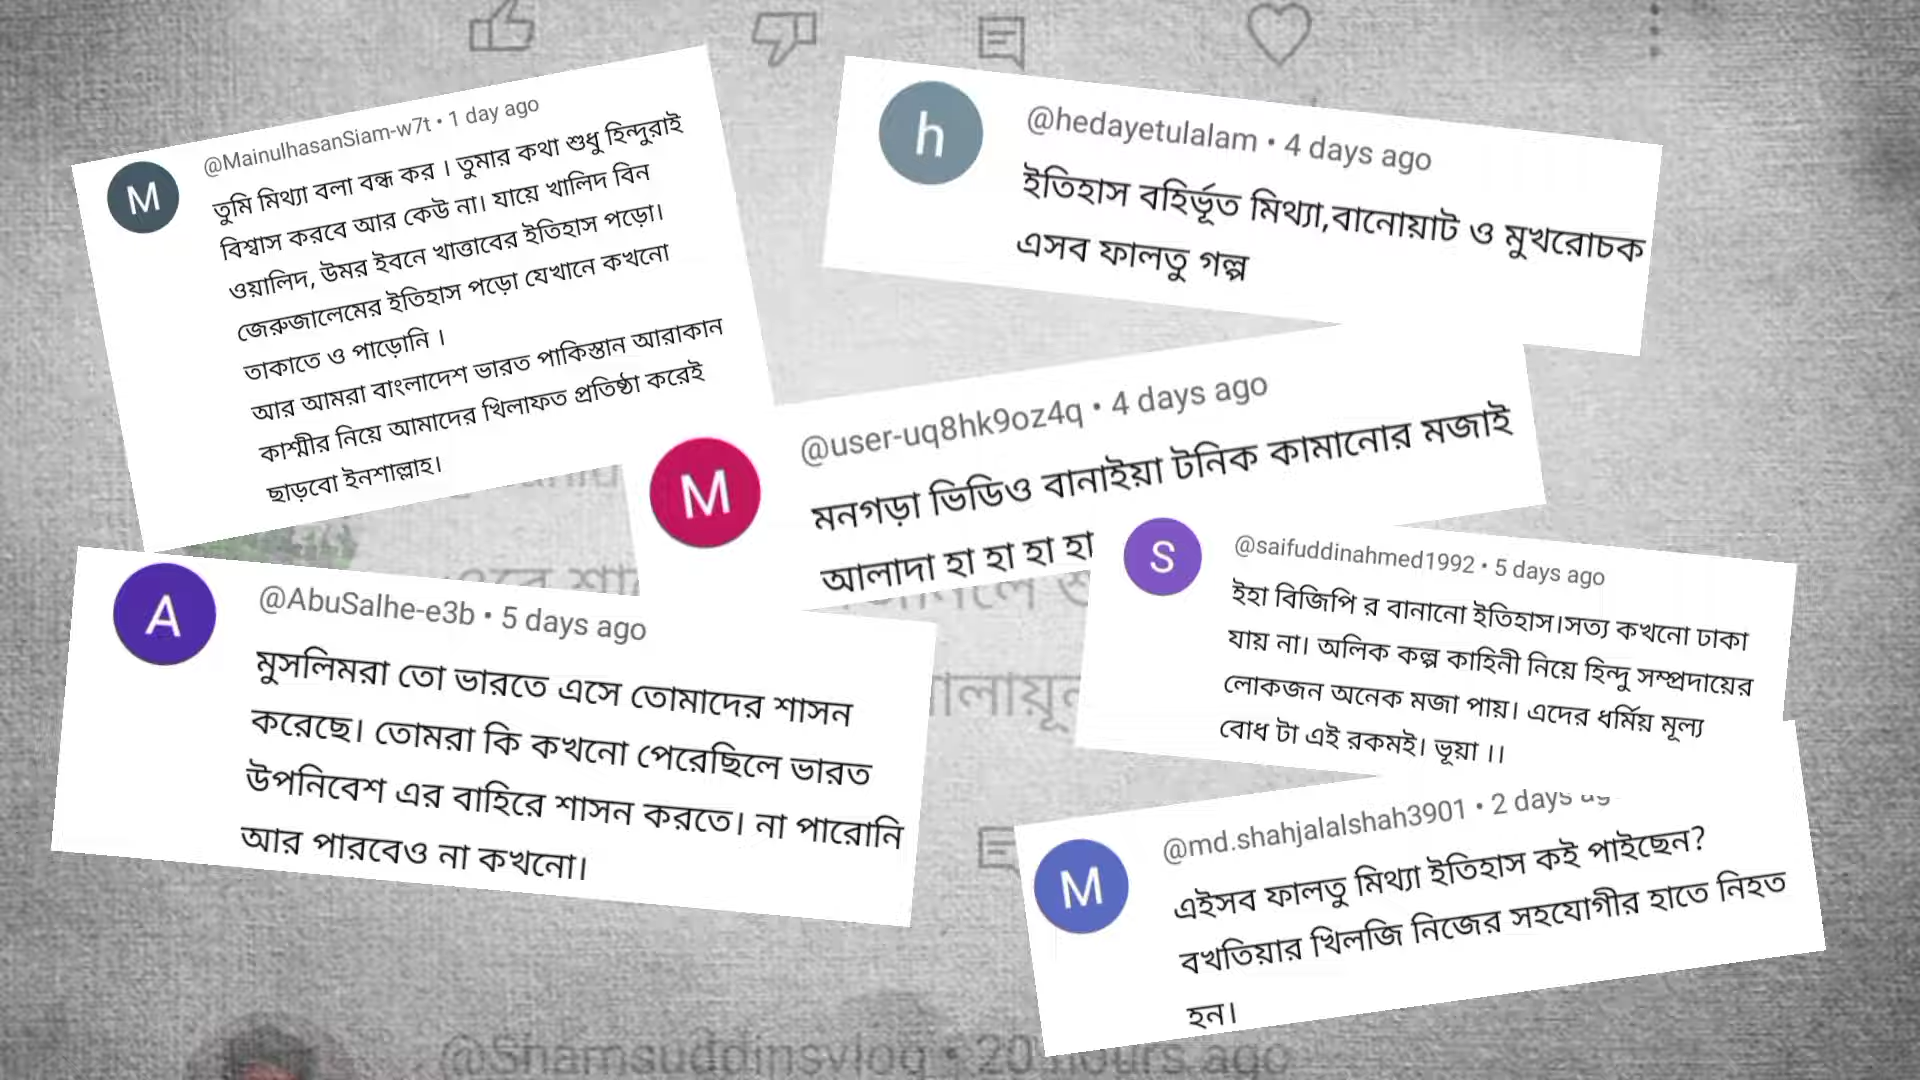 @MainulhasanSiam-w7t • 1 day ago
তুমি মিথ্যা বলা বন্ধ কর । তুমার কথা শুধু হিন্দুরাই
বিশ্বাস করবে আর কেউ না। যায়ে খালিদ বিন
ওয়ালিদ, উমর ইবনে খাত্তাবের ইতিহাস পড়ো।
জেরুজালেমের ইতিহাস পড়ো যেখানে কখনো
তাকাতে ও পাড়োনি ।
আর আমরা বাংলাদেশ ভারত পাকিস্তান আরাকান
কাশ্মীর নিয়ে আমাদের খিলাফত প্রতিষ্ঠা করেই
ছাড়বো ইনশাল্লাহ।
M
@hedayetulalam • 4 days ago
ইতিহাস বহির্ভূত মিথ্যা,বানোয়াট ও মুখরোচক
এসব ফালতু গল্প
h
@user-uq8hk9oz4q • 4 days ago
মনগড়া ভিডিও বানাইয়া টনিক কামানোর মজাই
আলাদা হা হা হা হা
M
@AbuSalhe-e3b • 5 days ago
মুসলিমরা তো ভারতে এসে তোমাদের শাসন
করেছে। তোমরা কি কখনো পেরেছিলে ভারত
উপনিবেশ এর বাহিরে শাসন করতে। না পারোনি
আর পারবেও না কখনো।
A
@saifuddinahmed1992 • 5 days ago
ইহা বিজিপি র বানানো ইতিহাস।সত্য কখনো ঢাকা
যায় না। অলিক কল্প কাহিনী নিয়ে হিন্দু সম্প্রদায়ের
লোকজন অনেক মজা পায়। এদের ধর্মিয় মূল্য
বোধ টা এই রকমই। ভূয়া ।।
S
@md.shahjalalshah3901 • 2 days ag
এইসব ফালতু মিথ্যা ইতিহাস কই পাইছেন?
বখতিয়ার খিলজি নিজের সহযোগীর হাতে নিহত
হন।
M
@Shamsuddinsvlog • 20 hours ago